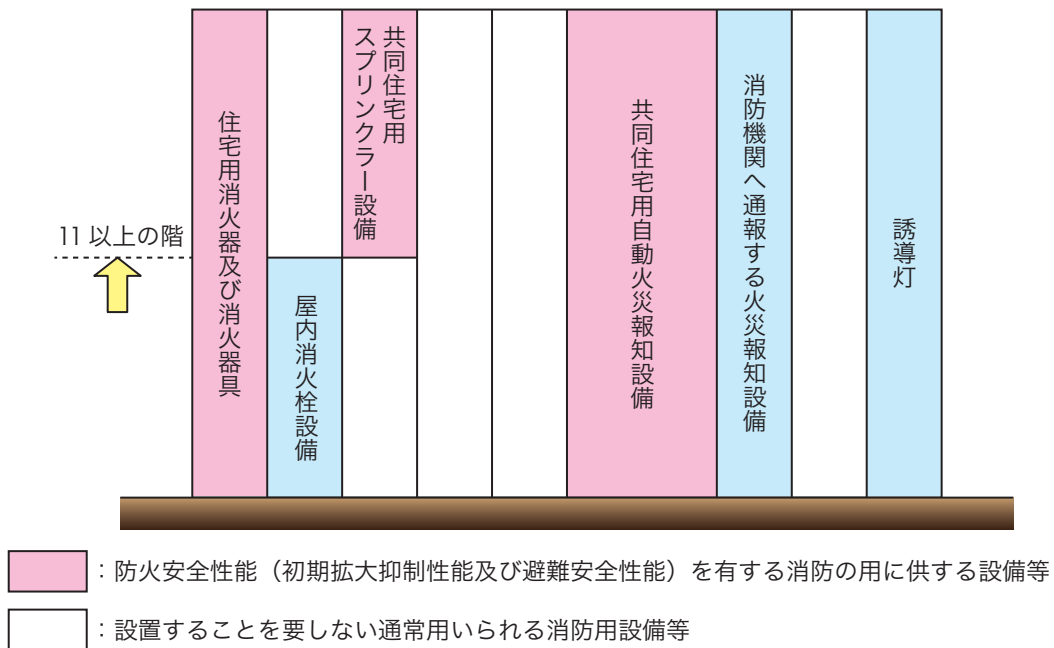 11 以上の階
住宅用消火器及び消火器具
屋内消火栓設備
共同住宅用
スプリンクラー設備
共同住宅用自動火災報知設備
消防機関へ通報する火災報知設備
誘導灯
：防火安全性能（初期拡大抑制性能及び避難安全性能）を有する消防の用に供する設備等
：設置することを要しない通常用いられる消防用設備等